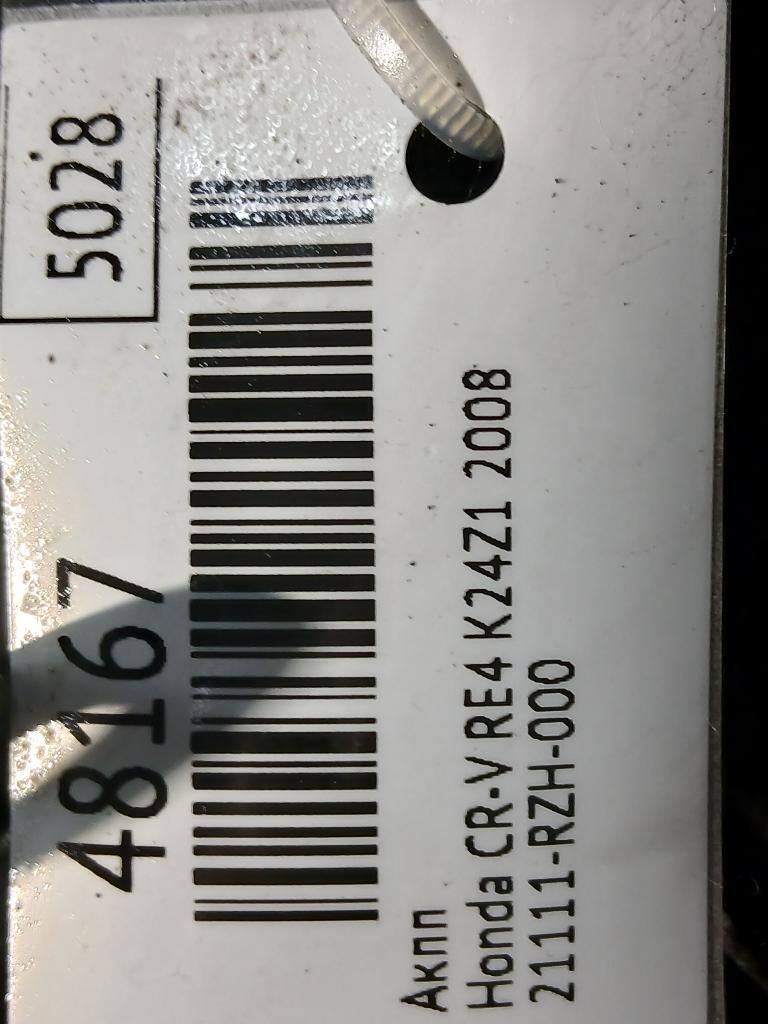 48167
5028
Акпп
Honda CR-V RE4 K24Z1 2008
21111-RZH-000